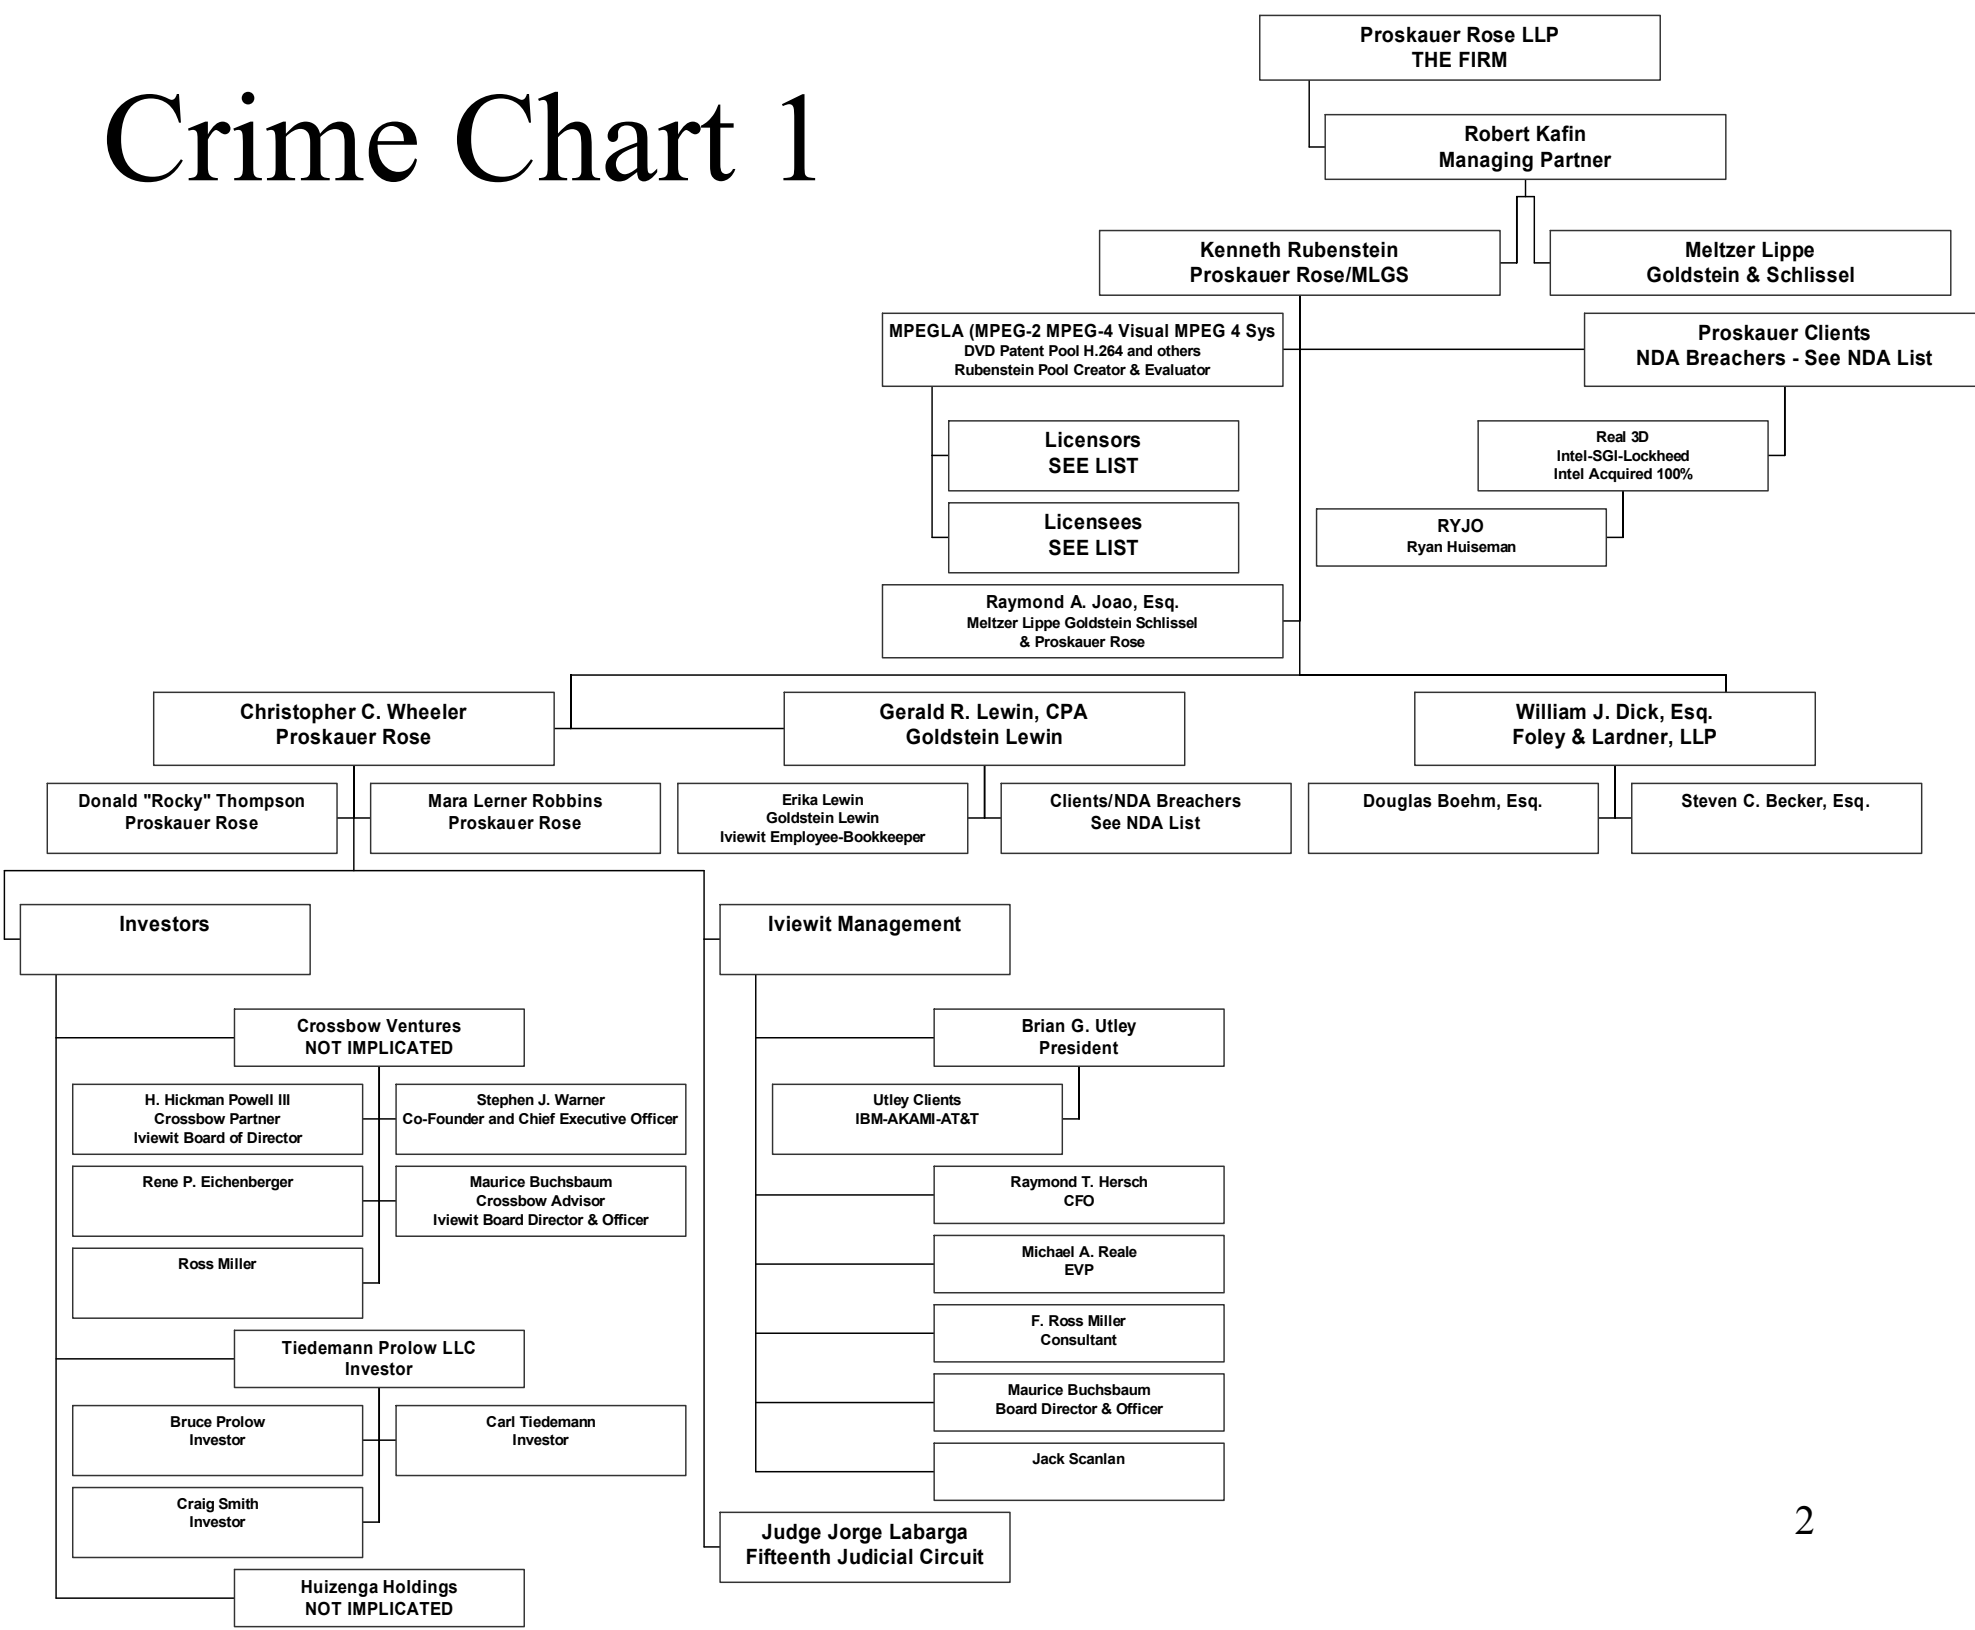 Crime Chart 1
Proskauer Rose LLP
THE FIRM
Robert Kafin
Managing Partner
Kenneth Rubenstein
Proskauer Rose/MLGS
Meltzer Lippe
Goldstein & Schlissel
MPEGLA (MPEG-2 MPEG-4 Visual MPEG 4 Sys
DVD Patent Pool H.264 and others
Rubenstein Pool Creator & Evaluator
Proskauer Clients
NDA Breachers - See NDA List
Licensors
SEE LIST
Real 3D
Intel-SGI-Lockheed
Intel Acquired 100%
Licensees
SEE LIST
RYJO
Ryan Huiseman
Raymond A. Joao, Esq.
Meltzer Lippe Goldstein Schlissel
& Proskauer Rose
Christopher C. Wheeler
Proskauer Rose
Gerald R. Lewin, CPA
Goldstein Lewin
William J. Dick, Esq.
Foley & Lardner, LLP
Donald "Rocky" Thompson
Proskauer Rose
Mara Lerner Robbins
Proskauer Rose
Erika Lewin
Goldstein Lewin
Iviewit Employee-Bookkeeper
Clients/NDA Breachers
See NDA List
Douglas Boehm, Esq.
Steven C. Becker, Esq.
Investors
Crossbow Ventures
NOT IMPLICATED
H. Hickman Powell III
Crossbow Partner
Iviewit Board of Director
Stephen J. Warner
Co-Founder and Chief Executive Officer
Rene P. Eichenberger
Maurice Buchsbaum
Crossbow Advisor
Iviewit Board Director & Officer
Ross Miller
Tiedemann Prolow LLC
Investor
Bruce Prolow
Investor
Carl Tiedemann
Investor
Craig Smith
Investor
Huizenga Holdings
NOT IMPLICATED
Iviewit Management
Brian G. Utley
President
Utley Clients
IBM-AKAMI-AT&T
Raymond T. Hersch
CFO
Michael A. Reale
EVP
F. Ross Miller
Consultant
Maurice Buchsbaum
Board Director & Officer
Jack Scanlan
Judge Jorge Labarga
Fifteenth Judicial Circuit
2